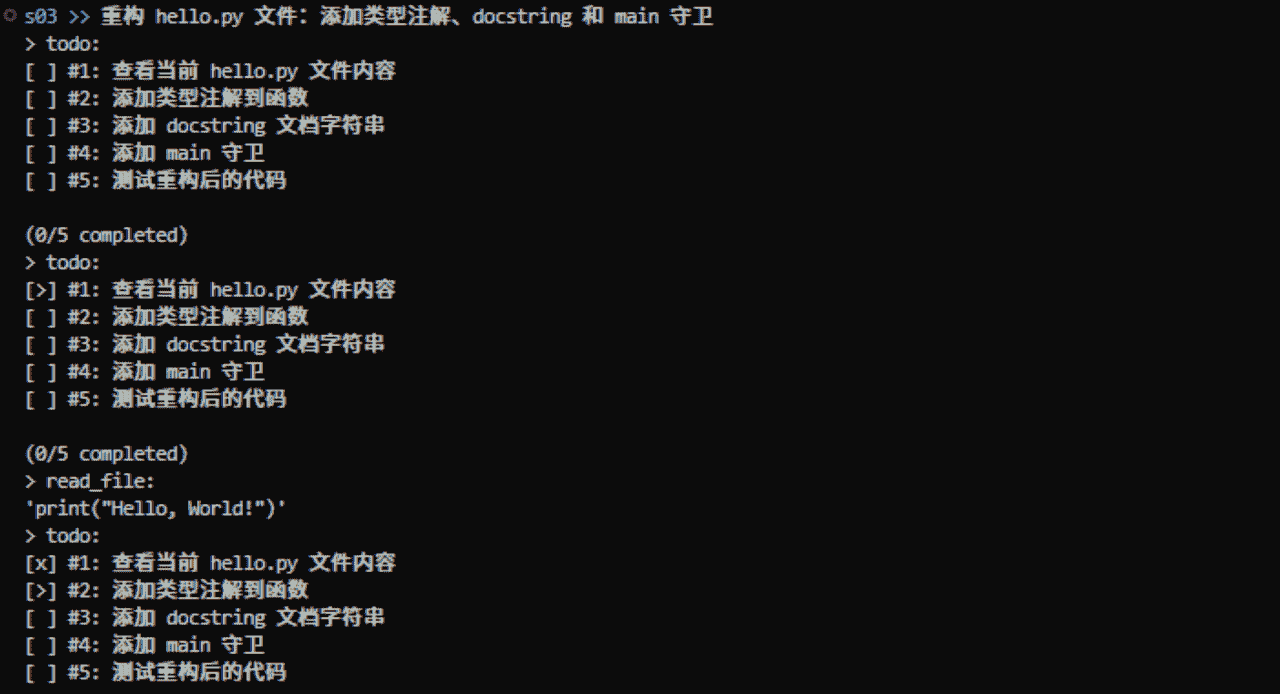 s03 >> 重构 hello.py 文件：添加类型注解、docstring 和 main 守卫
> todo:
[ ] #1: 查看当前 hello.py 文件内容
[ ] #2: 添加类型注解到函数
[ ] #3: 添加 docstring 文档字符串
[ ] #4: 添加 main 守卫
[ ] #5: 测试重构后的代码
(0/5 completed)
> todo:
[>] #1: 查看当前 hello.py 文件内容
[ ] #2: 添加类型注解到函数
[ ] #3: 添加 docstring 文档字符串
[ ] #4: 添加 main 守卫
[ ] #5: 测试重构后的代码
(0/5 completed)
> read_file:
'print("Hello, World!")'
> todo:
[x] #1: 查看当前 hello.py 文件内容
[>] #2: 添加类型注解到函数
[ ] #3: 添加 docstring 文档字符串
[ ] #4: 添加 main 守卫
[ ] #5: 测试重构后的代码